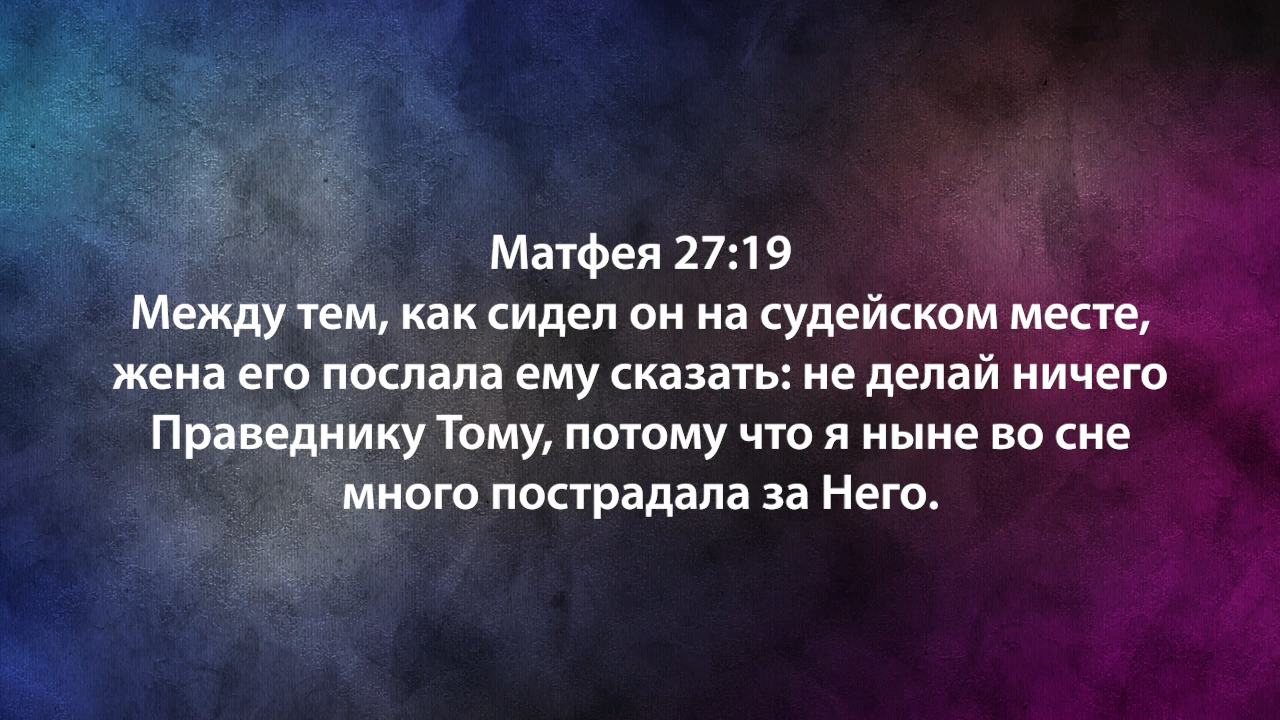 Матфея 27:19
Между тем, как сидел он на судейском месте,
жена его послала ему сказать: не делай ничего
Праведнику Тому, потому что я ныне во сне
много пострадала за Него.